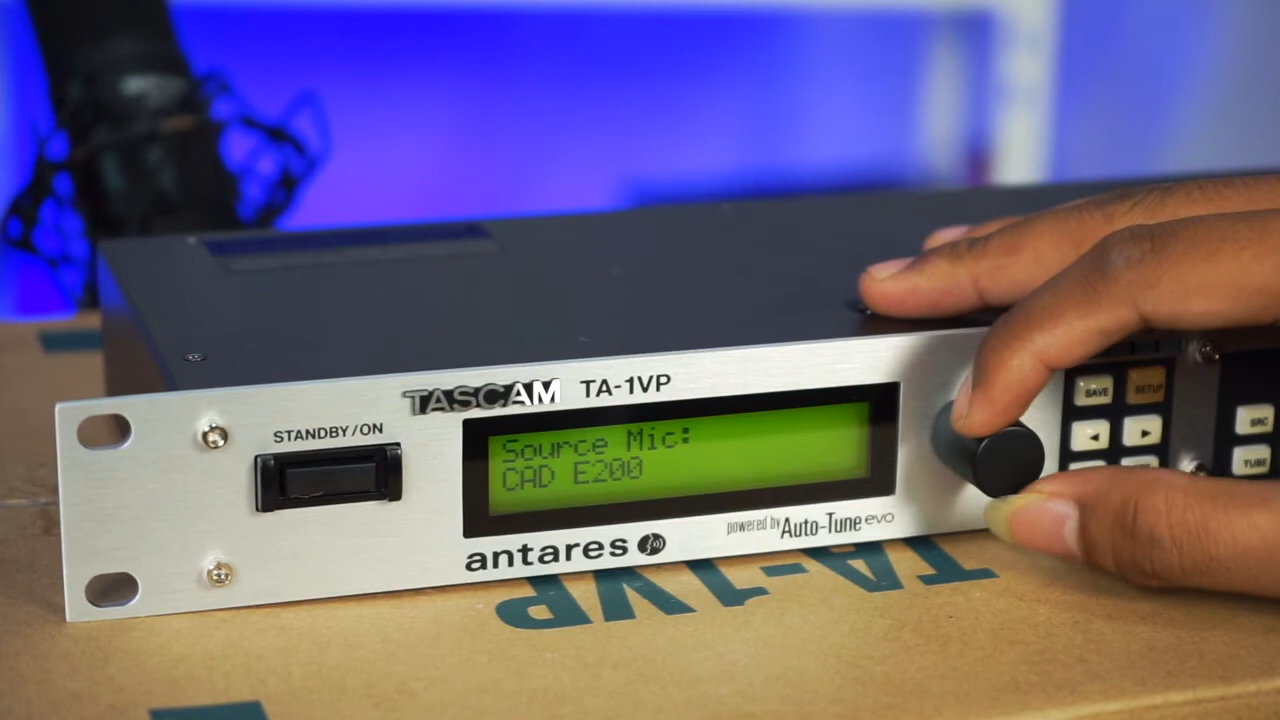 TASCAM TA-1VP
STANDBY/ON
Source Mic:
CAD E200
antares
powered by Auto-Tune evo
SAVE
SETUP
SRC
TUBE
TA-1VP